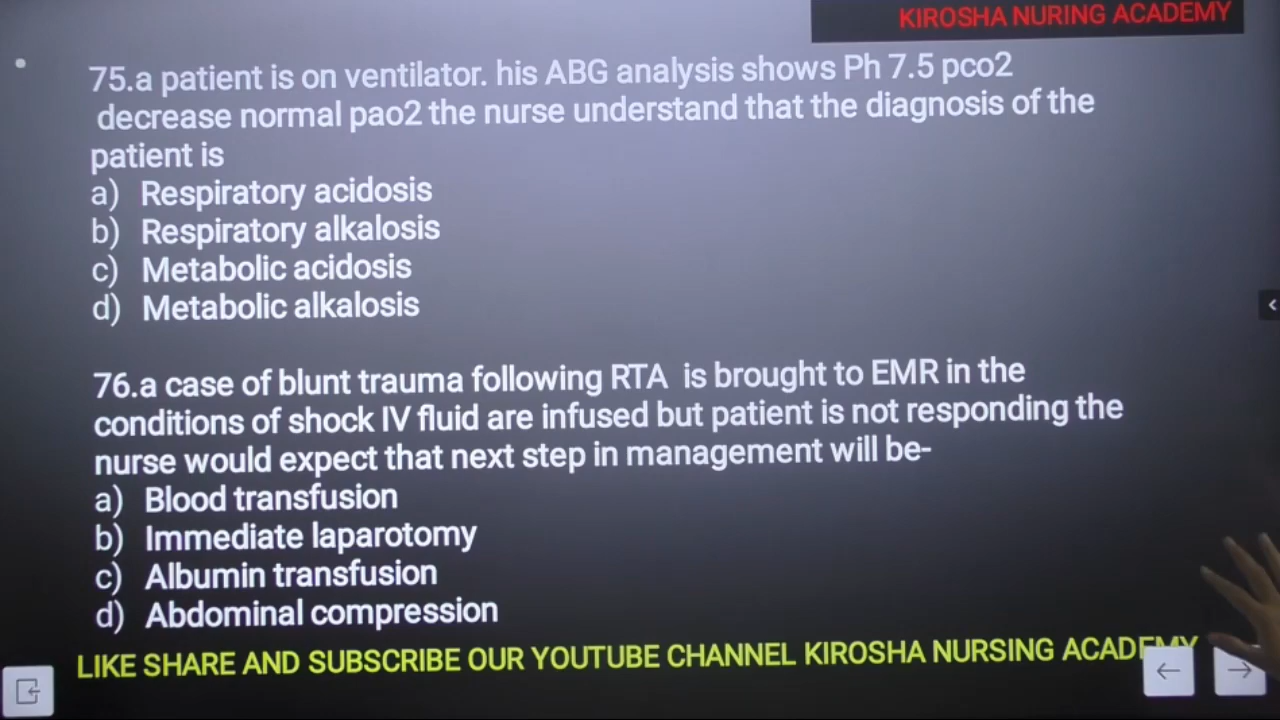 KIROSHA NURING ACADEMY
75.a patient is on ventilator. his ABG analysis shows Ph 7.5 pco2
decrease normal pao2 the nurse understand that the diagnosis of the
patient is
a) Respiratory acidosis
b) Respiratory alkalosis
c) Metabolic acidosis
d) Metabolic alkalosis
76.a case of blunt trauma following RTA is brought to EMR in the
conditions of shock IV fluid are infused but patient is not responding the
nurse would expect that next step in management will be-
a) Blood transfusion
b) Immediate laparotomy
c) Albumin transfusion
d) Abdominal compression
LIKE SHARE AND SUBSCRIBE OUR YOUTUBE CHANNEL KIROSHA NURSING ACADEMY